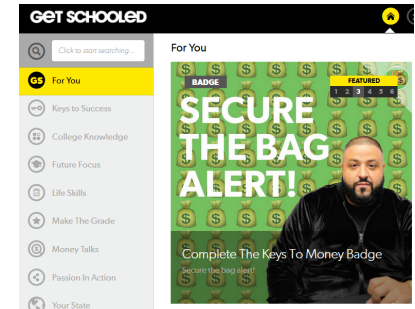 GET SCHOOLED
Click to start searching...
GS For You
Keys to Success
College Knowledge
Future Focus
Life Skills
Make The Grade
Money Talks
Passion In Action
Your State
For You
BADGE
FEATURED
1 2 3 4 5 6
SECURE
THE BAG
ALERT!
Complete The Keys To Money Badge
Secure the bag alert!